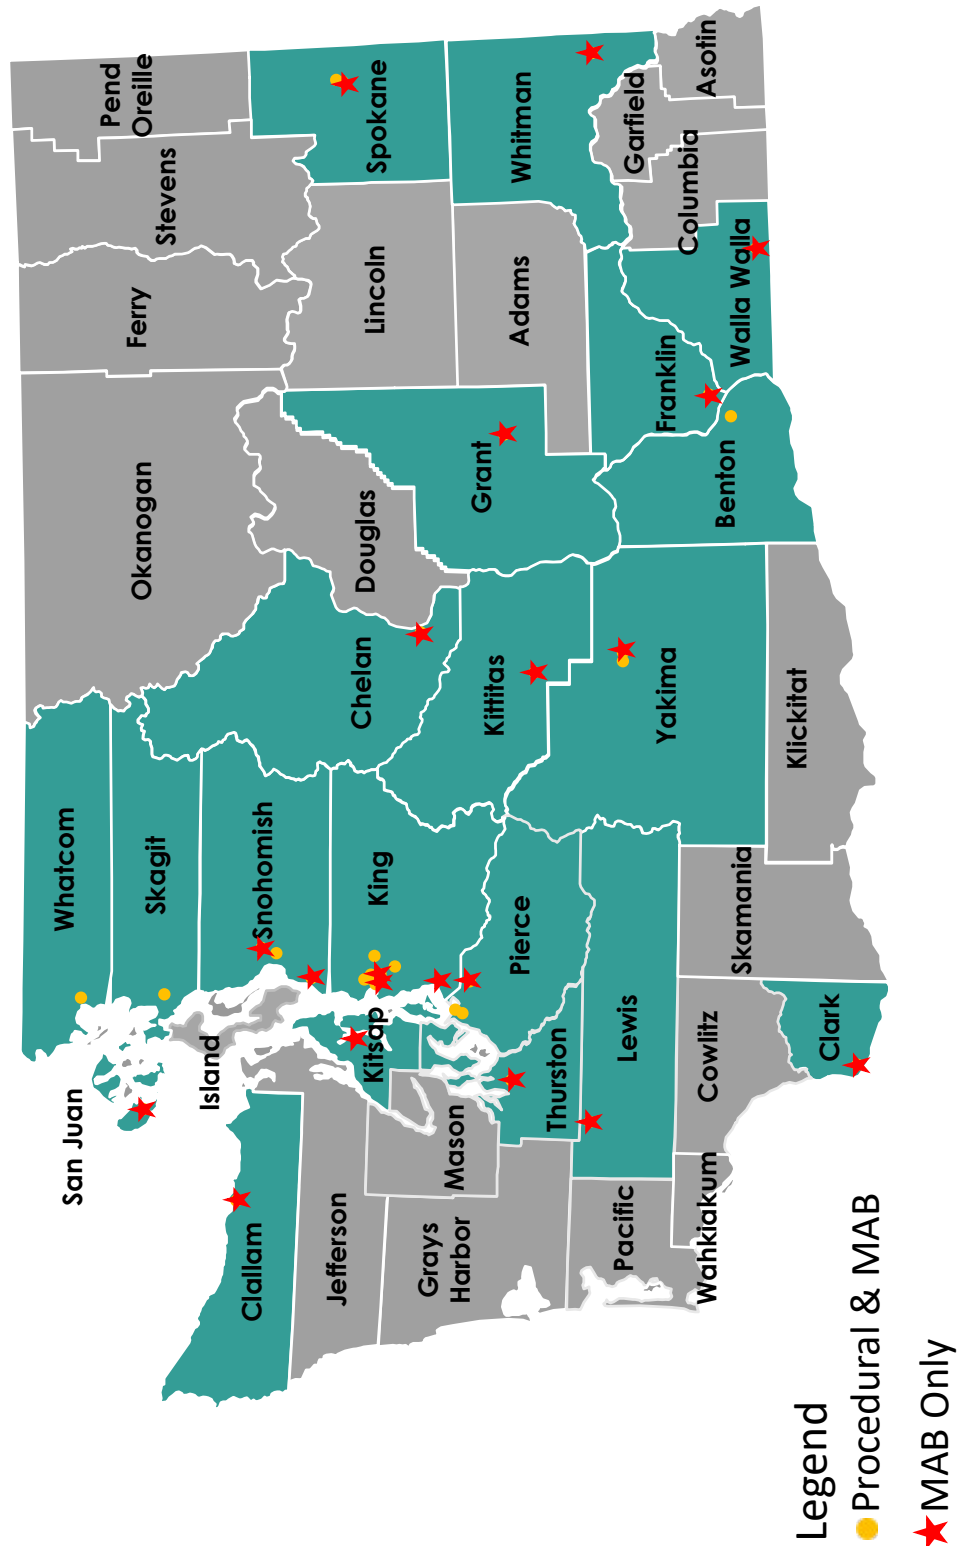 San Juan
Whatcom
Okanogan
Ferry
Stevens
Pend
Oreille
Skagit
Island
Clallam
Snohomish
Chelan
Douglas
Lincoln
Spokane
Jefferson
Kitsap
King
Grays
Harbor
Mason
Kittitas
Grant
Adams
Whitman
Pierce
Thurston
Pacific
Lewis
Yakima
Franklin
Garfield
Columbia
Asotin
Wahkiakum
Cowlitz
Skamania
Benton
Walla Walla
Clark
Klickitat
Legend
Procedural & MAB
MAB Only